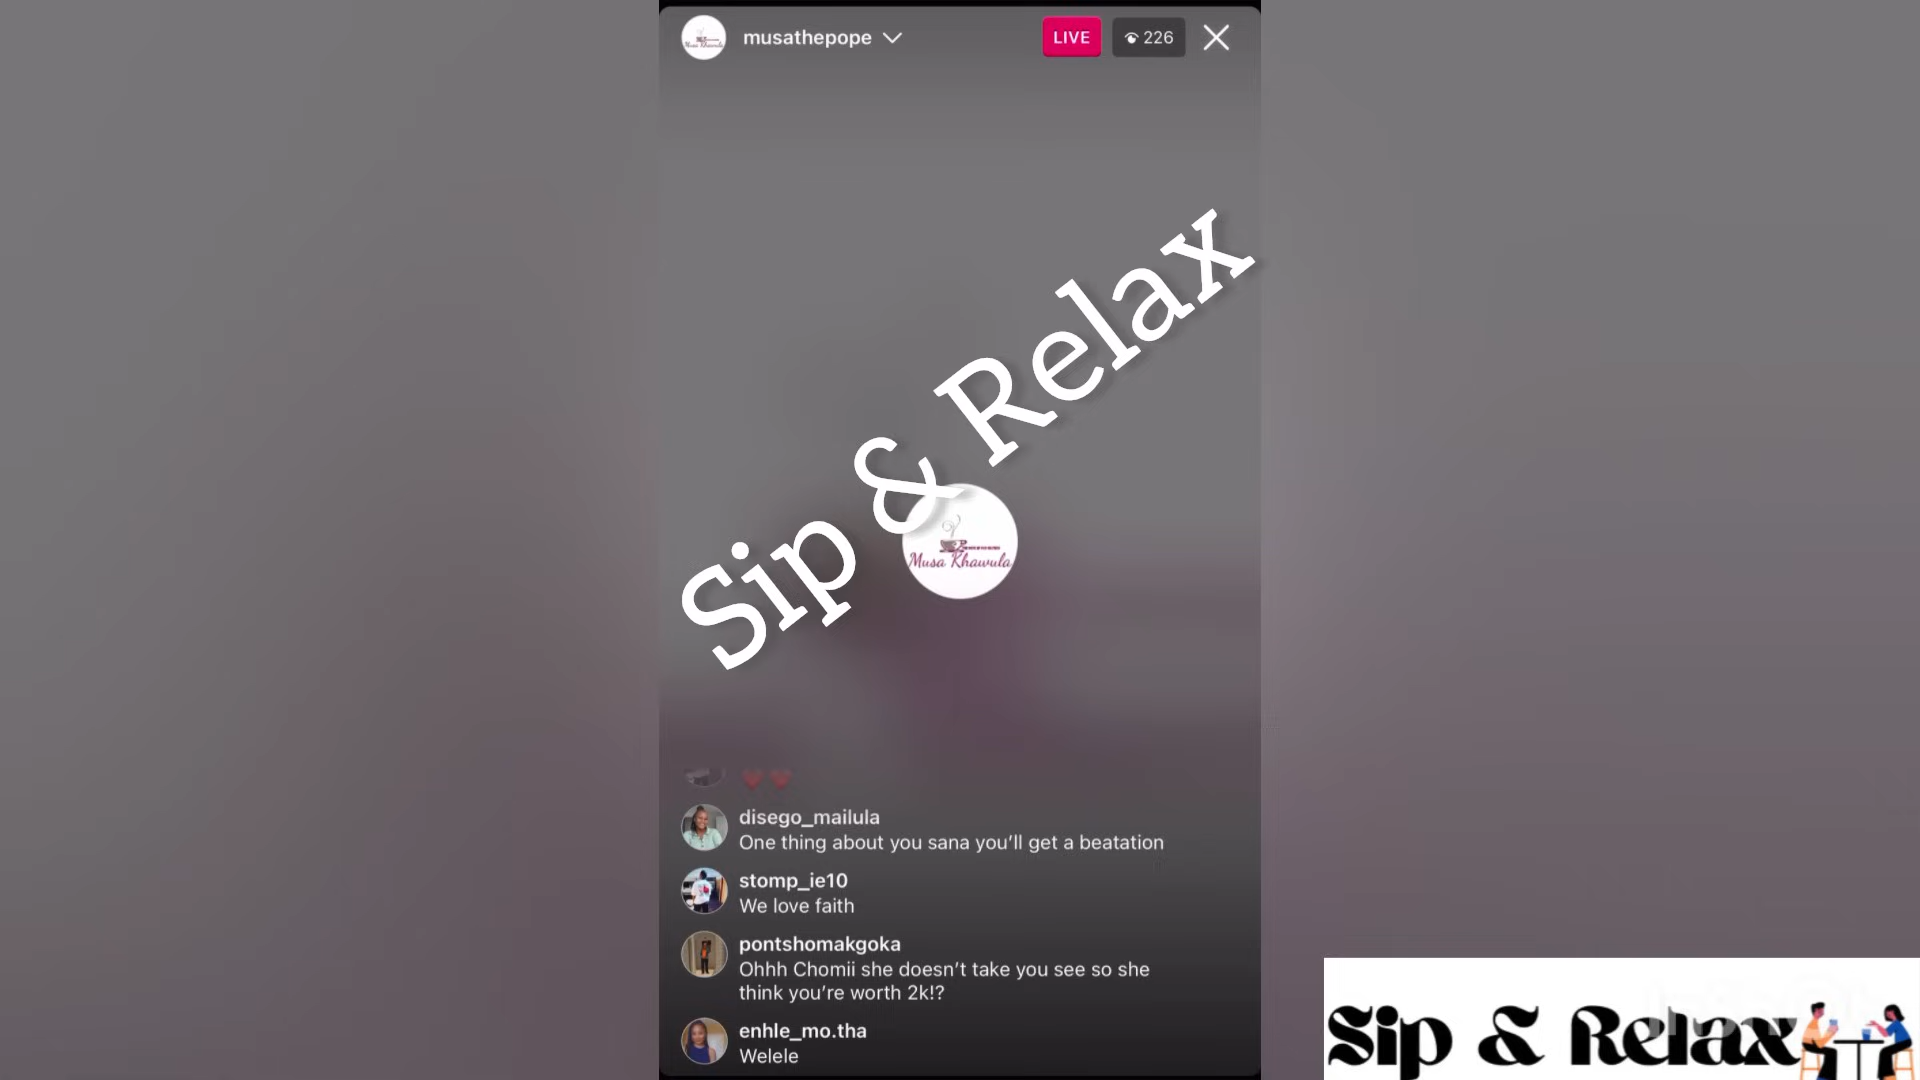 musathepope
LIVE
226
Sip & Relax
Musa Khawula
disego_mailula
One thing about you sana you’ll get a beatation
stomp_ie10
We love faith
pontshomakgoka
Ohhh Chomii she doesn’t take you see so she
think you’re worth 2k!?
enhle_mo.tha
Welele
Sip & Relax